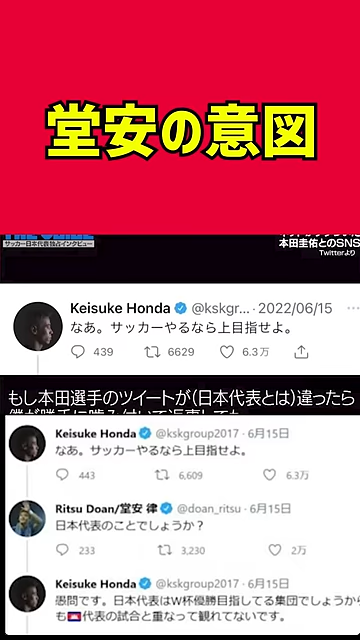 堂安の意図
サッカー日本代表独占インタビュー
本田圭佑とのSNS
Twitterより
Keisuke Honda @kskgr... · 2022/06/15 ···
なあ。サッカーやるなら上目指せよ。
439 6629 6.3万
もし本田選手のツイートが(日本代表とは)違ったら
Keisuke Honda @kskgroup2017 · 6月15日
なあ。サッカーやるなら上目指せよ。
443 6,609 6.3万
Ritsu Doan/堂安 律 @doan_ritsu · 6月15日
日本代表のことでしょうか？
233 3,230 2万
Keisuke Honda @kskgroup2017 · 6月15日
愚問です。日本代表はW杯優勝目指してる集団でしょうから
も🇰🇭代表の試合と重なって観れてないです。